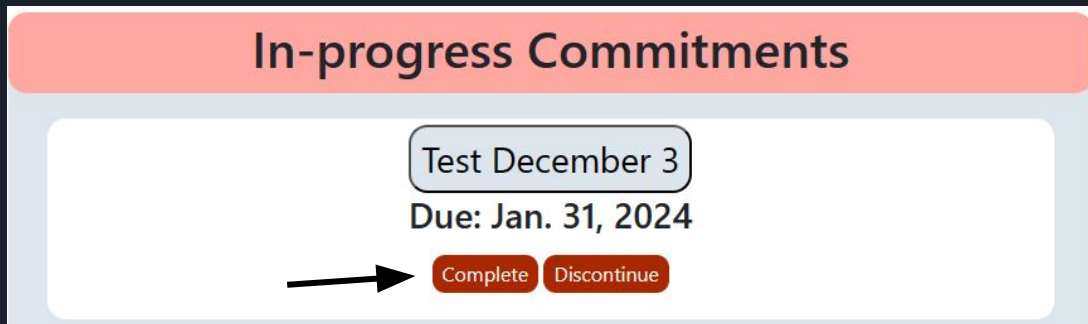 In-progress Commitments
Test December 3
Due: Jan. 31, 2024
Complete Discontinue